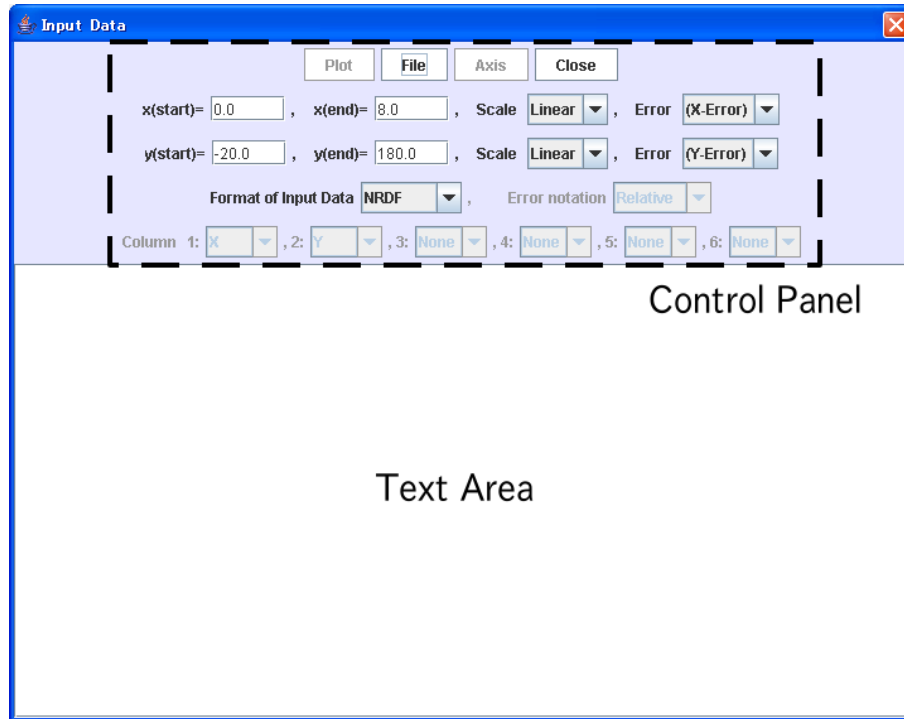 Input Data
Plot File Axis Close
x(start)= 0.0 , x(end)= 8.0 , Scale Linear , Error (X-Error)
y(start)= -20.0 , y(end)= 180.0 , Scale Linear , Error (Y-Error)
Format of Input Data NRDF , Error notation Relative
Column 1: X , 2: Y , 3: None , 4: None , 5: None , 6: None
Control Panel
Text Area